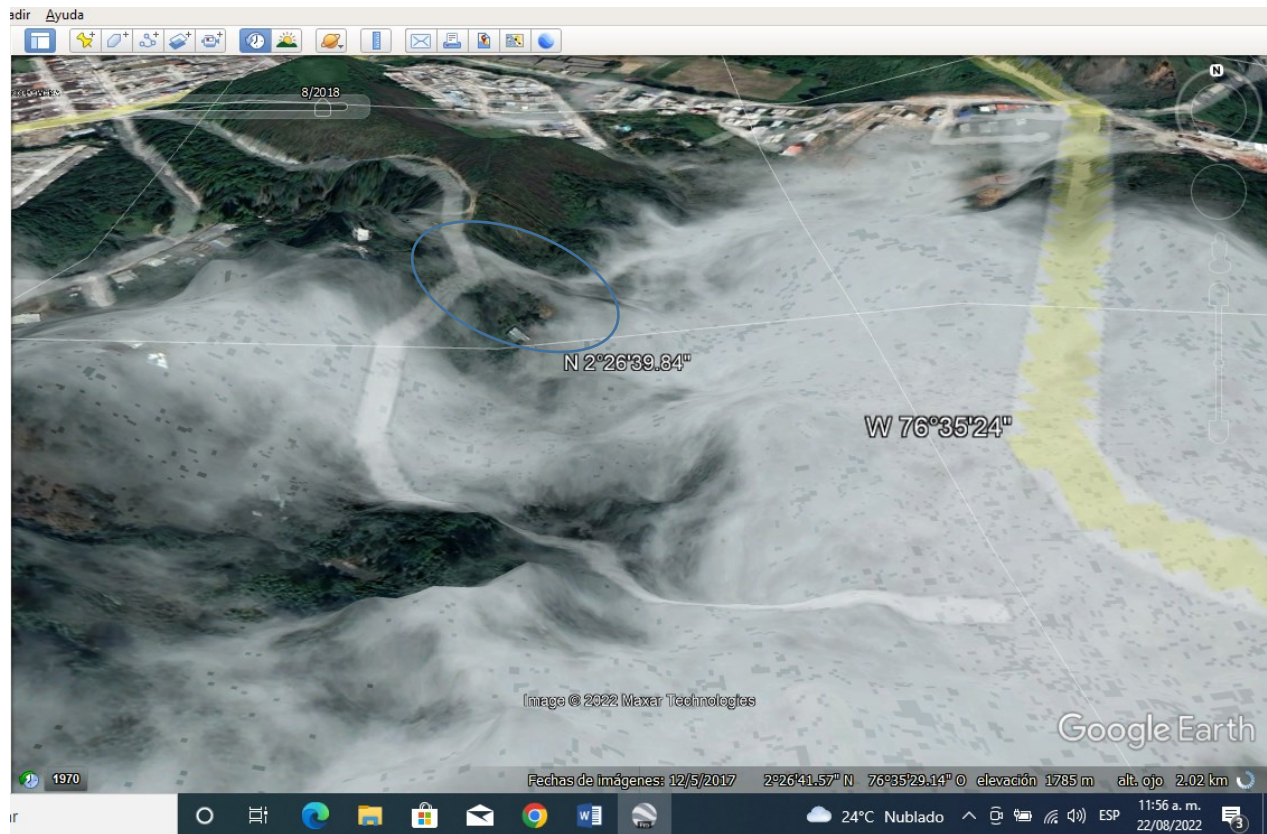 adir Ayuda
8/2018
N
N 2°26'39.84"
W 76°35'24"
Image © 2022 Maxar Technologies
Google Earth
1970
Fechas de imágenes: 12/5/2017 2°26'41.57" N 76°35'29.14" O elevación 1785 m alt. ojo 2.02 km
ar
24°C Nublado
ESP
11:56 a. m.
22/08/2022
3